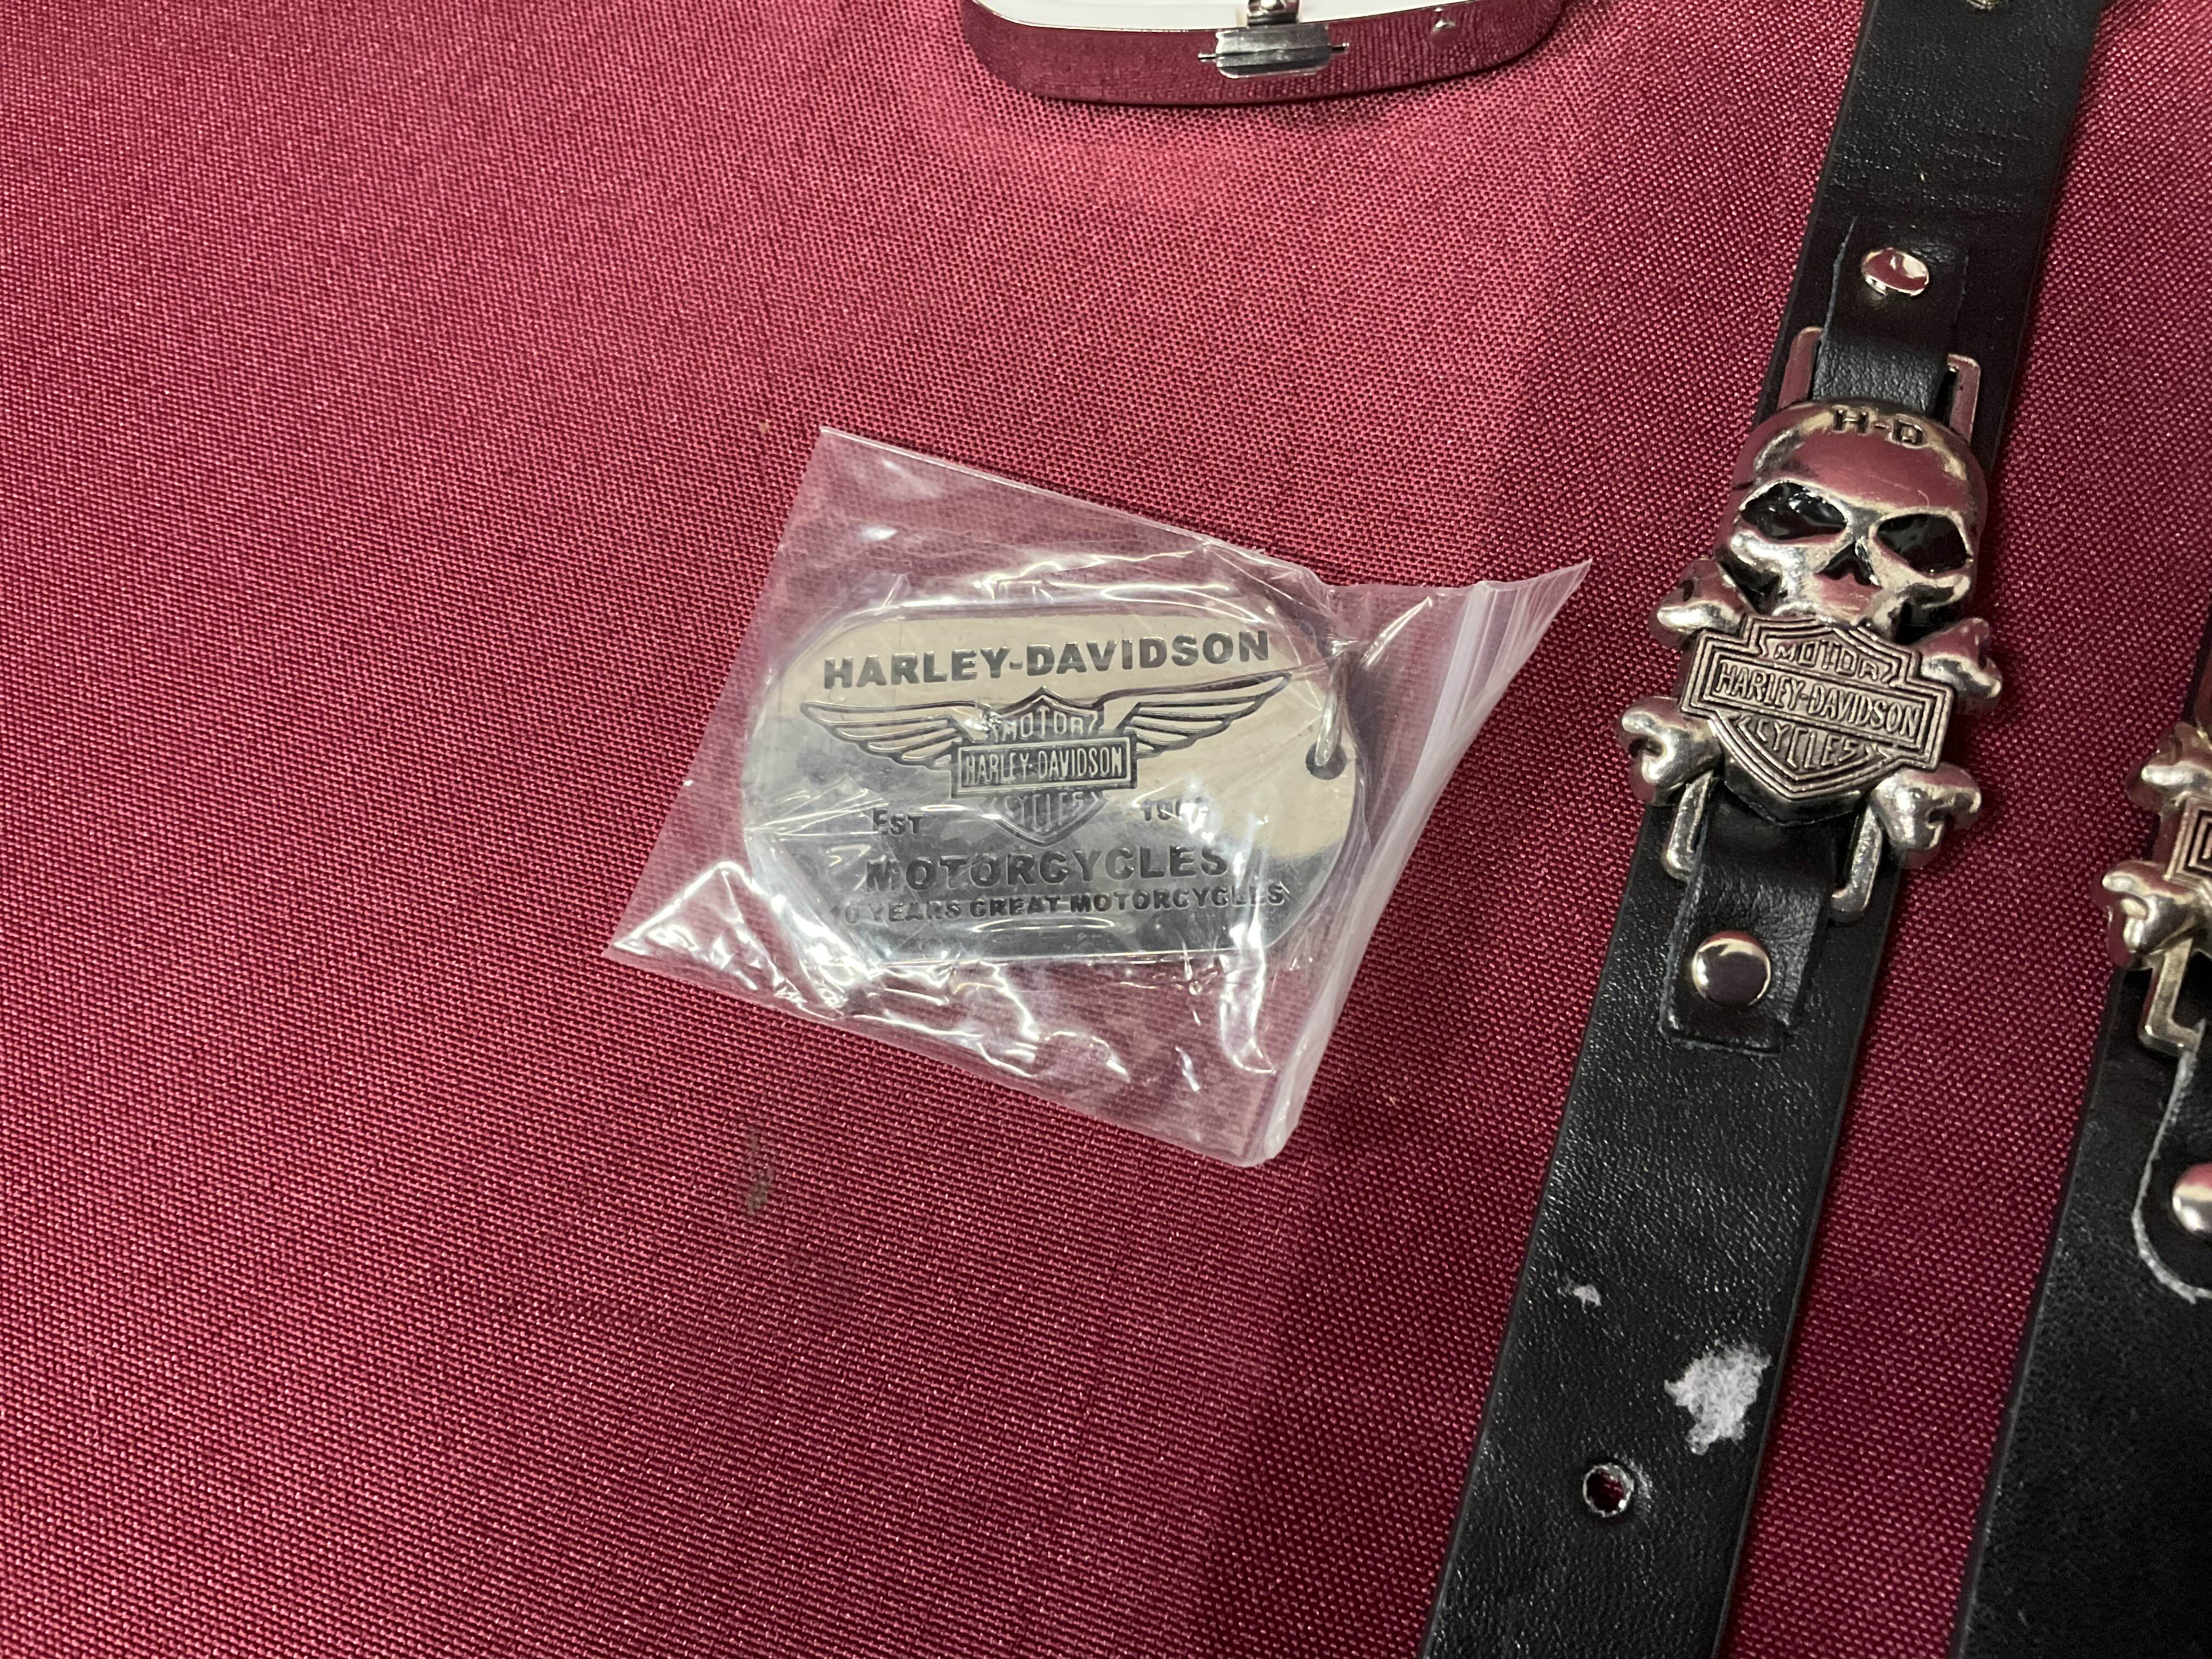 HARLEY-DAVIDSON
MOTOR
HARLEY-DAVIDSON
CYCLES
EST
MOTORCYCLES
YEARS GREAT MOTORCYCLES
H-D
MOTOR
HARLEY-DAVIDSON
CYCLES